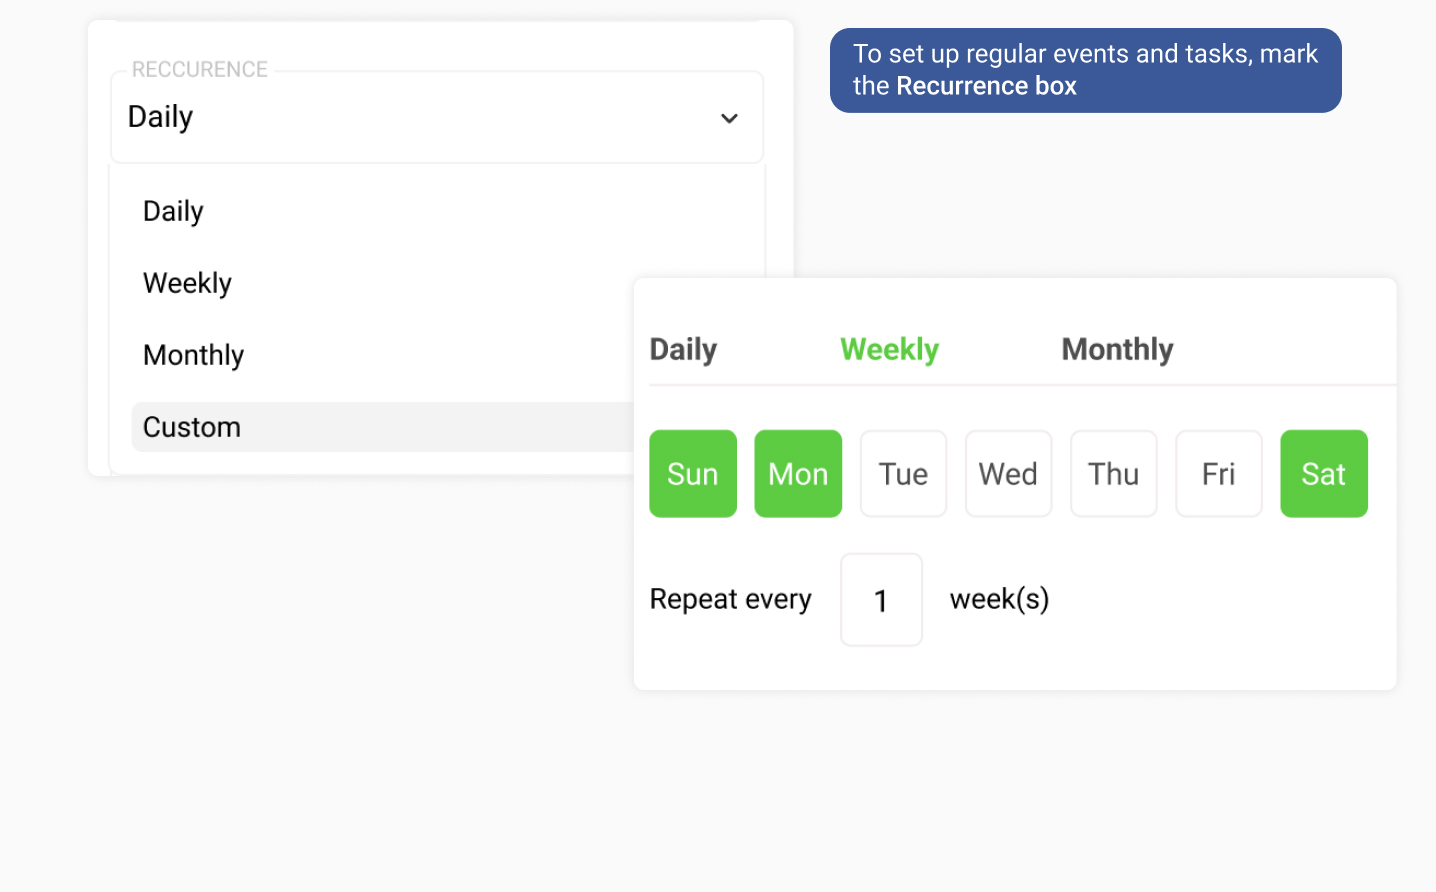 RECCURENCE
Daily
Daily
Weekly
Monthly
Custom
To set up regular events and tasks, mark
the Recurrence box
Daily Weekly Monthly
Sun Mon Tue Wed Thu Fri Sat
Repeat every 1 week(s)